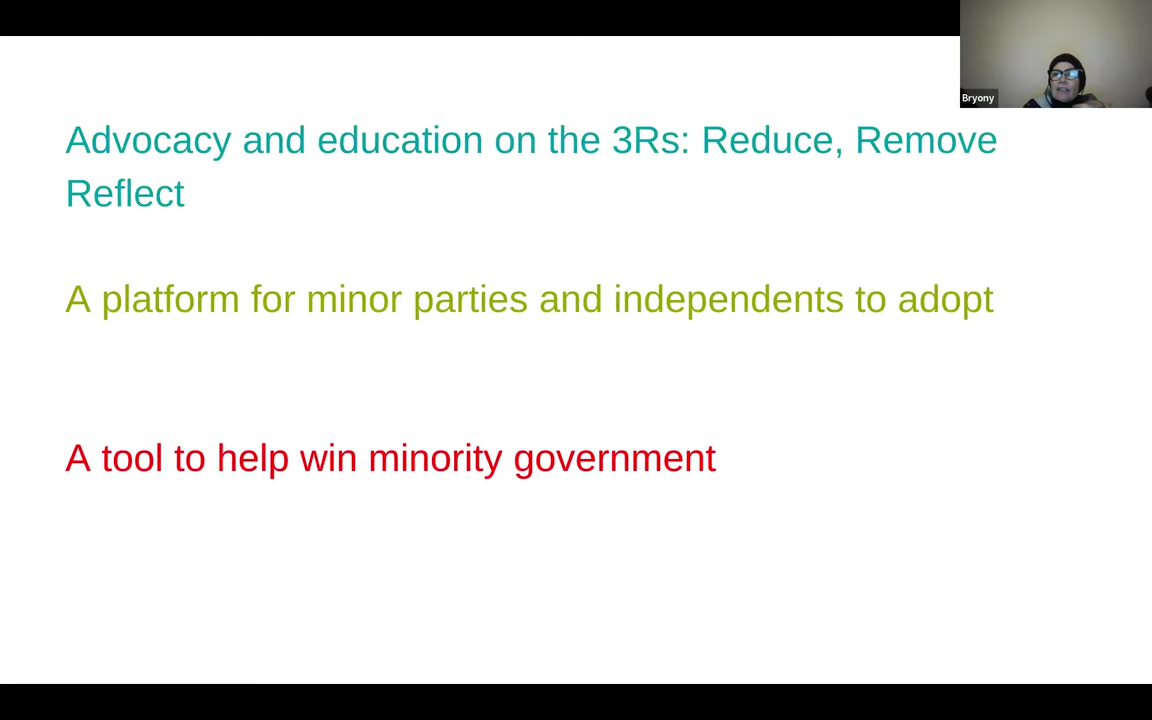 Bryony
Advocacy and education on the 3Rs: Reduce, Remove
Reflect
A platform for minor parties and independents to adopt
A tool to help win minority government